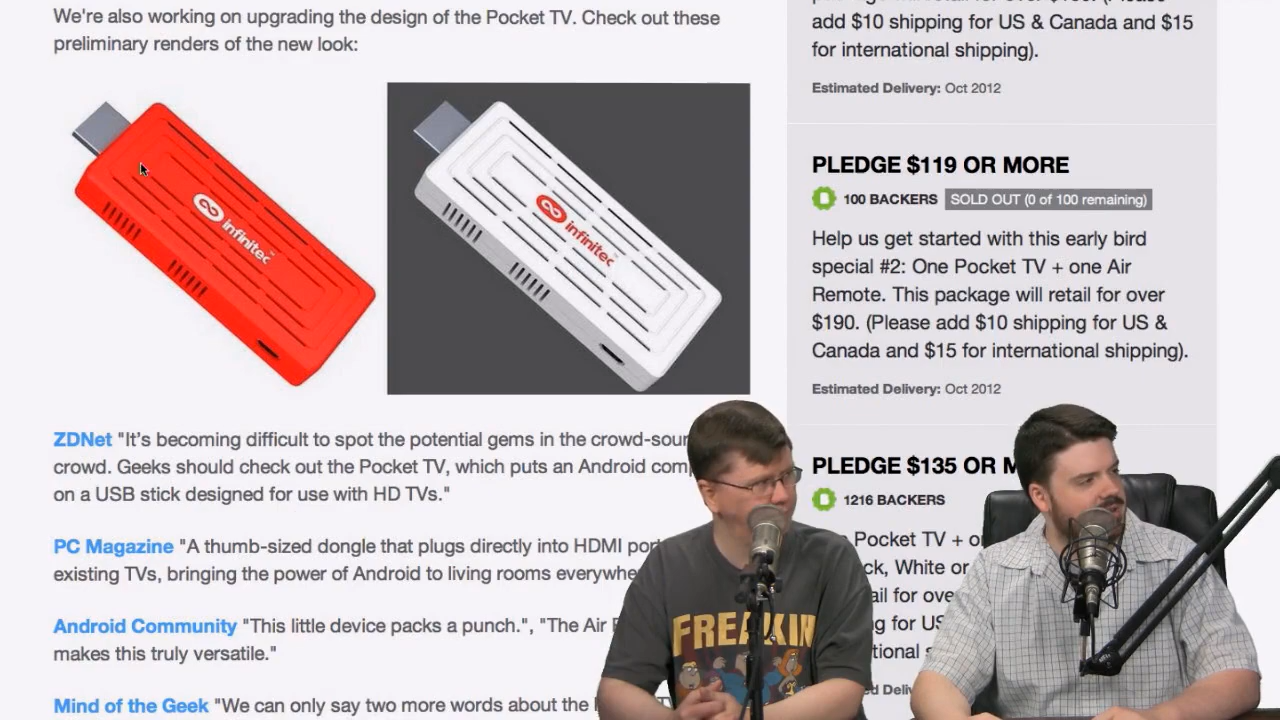 We're also working on upgrading the design of the Pocket TV. Check out these
preliminary renders of the new look:
infinitec
infinitec
ZDNet "It's becoming difficult to spot the potential gems in the
crowd. Geeks should check out the Pocket TV, which puts an Android
on a USB stick designed for use with HD TVs."
PC Magazine "A thumb-sized dongle that plugs directly into HDMI
existing TVs, bringing the power of Android to living rooms
Android Community "This little device packs a punch.", "The Air
makes this truly versatile."
Mind of the Geek "We can only say two more words about the
add $10 shipping for US & Canada and $15
for international shipping).
Estimated Delivery: Oct 2012
PLEDGE $119 OR MORE
100 BACKERS SOLD OUT (0 of 100 remaining)
Help us get started with this early bird
special #2: One Pocket TV + one Air
Remote. This package will retail for over
$190. (Please add $10 shipping for US &
Canada and $15 for international shipping).
Estimated Delivery: Oct 2012
PLEDGE $135 OR
1216 BACKERS
Pocket TV +
White or
for
for US
FREAKIN